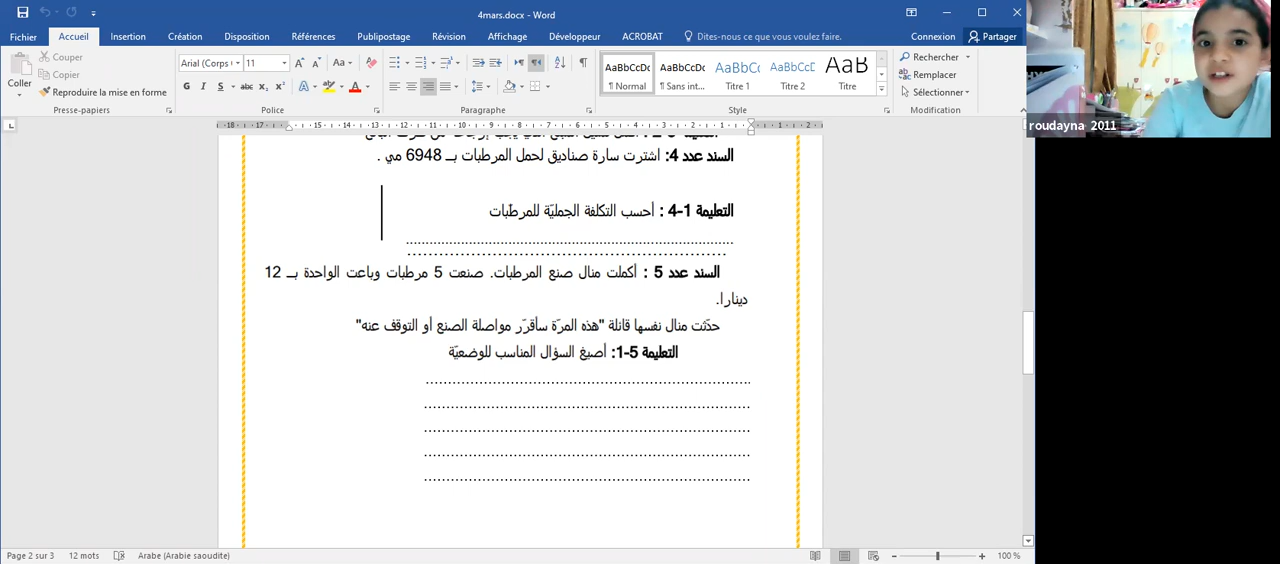 4mars.docx - Word
Fichier Accueil Insertion Création Disposition Références Publipostage Révision Affichage Développeur ACROBAT Dites-nous ce que vous voulez faire. Connexion Partager
Couper
Copier
Reproduire la mise en forme
Coller
Presse-papiers
Arial (Corps 11
Police
Paragraphe
AaBbCcDc AaBbCcDc AaBbCc AaBbCcD AaB
¶ Normal ¶ Sans int... Titre 1 Titre 2 Titre
Style
Rechercher
Remplacer
Sélectionner
Modification
roudayna 2011
السند عدد 4: اشترت سارة صناديق لحمل المرطبات بـ 6948 مي .
التعليمة 1-4 : أحسب التكلفة الجمليّة للمرطّبات
السند عدد 5 : أكملت منال صنع المرطبات. صنعت 5 مرطبات وباعت الواحدة بـ 12
دينارا.
حدّثت منال نفسها قائلة "هذه المرّة سأقرّر مواصلة الصنع أو التوقف عنه"
التعليمة 5-1: أصيغ السؤال المناسب للوضعيّة
Page 2 sur 3 12 mots Arabe (Arabie saoudite) 100 %